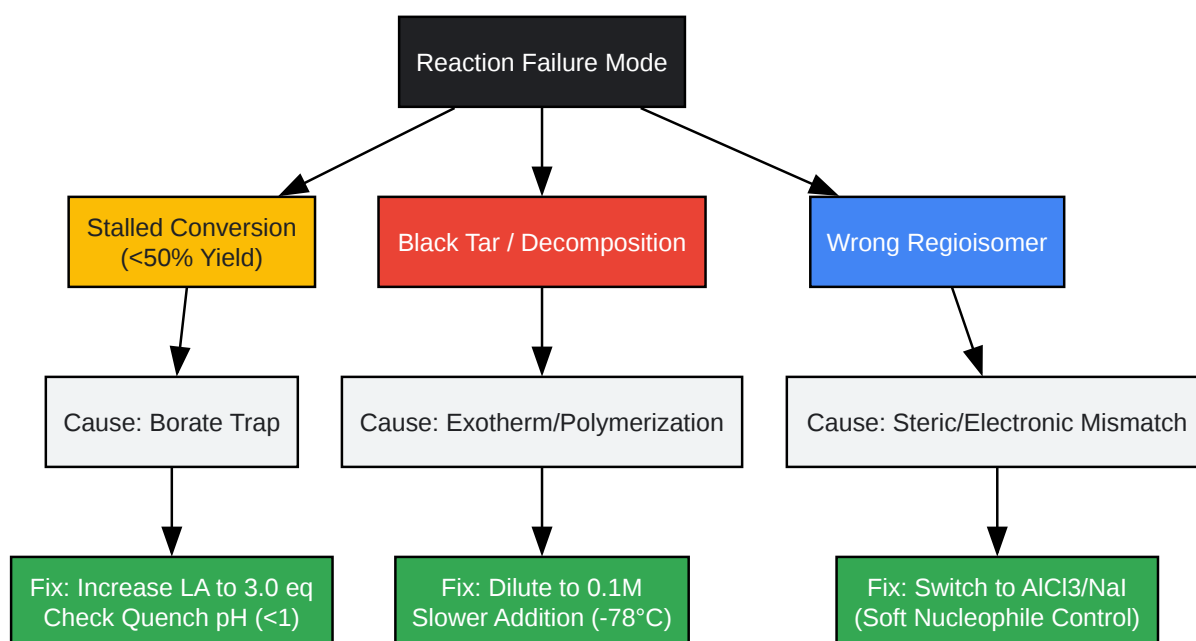 Reaction Failure Mode
Stalled Conversion
(<50% Yield)
Black Tar / Decomposition
Wrong Regioisomer
Cause: Borate Trap
Cause: Exotherm/Polymerization
Cause: Steric/Electronic Mismatch
Fix: Increase LA to 3.0 eq
Check Quench pH (<1)
Fix: Dilute to 0.1M
Slower Addition (-78°C)
Fix: Switch to AlCl3/NaI
(Soft Nucleophile Control)